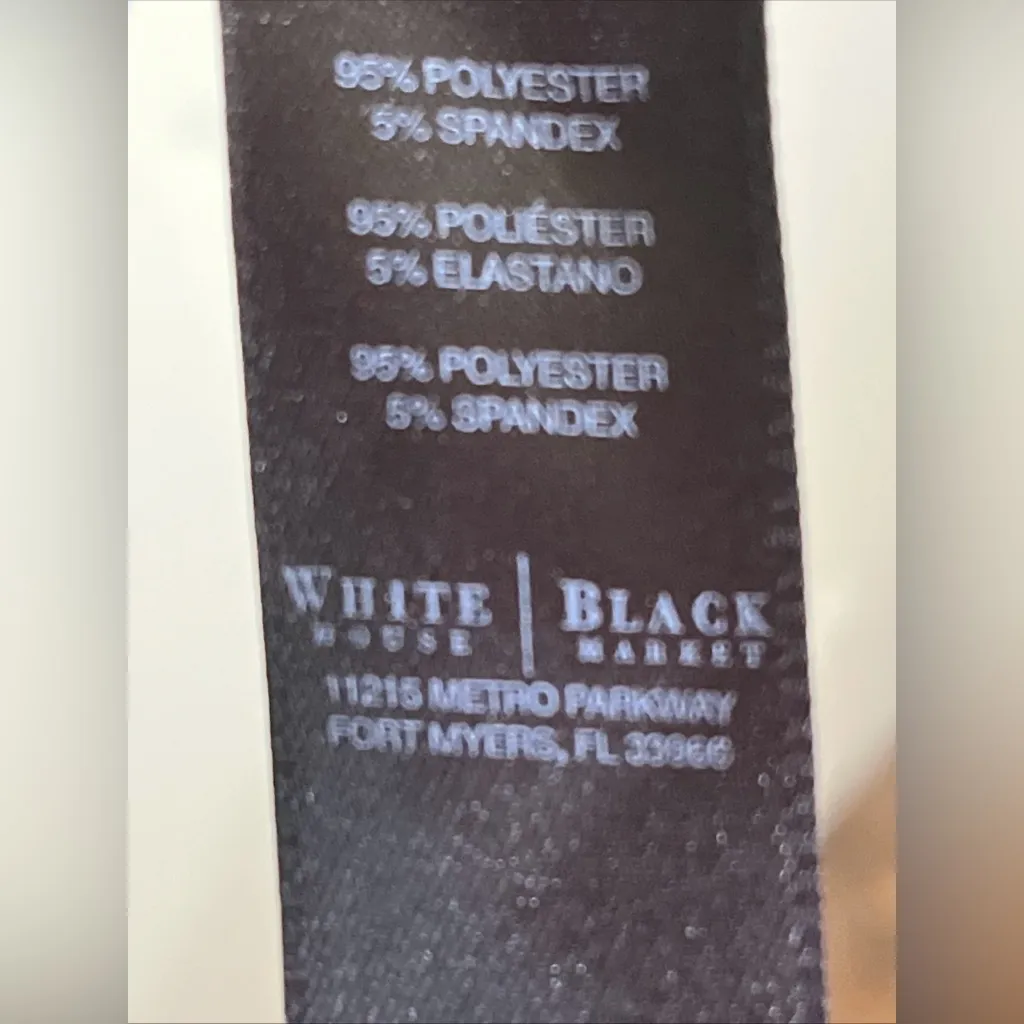 95% POLYESTER
5% SPANDEX
95% POLIÉSTER
5% ELASTANO
95% POLYESTER
5% SPANDEX
WHITE | BLACK
HOUSE MARKET
11215 METRO PARKWAY
FORT MYERS, FL 33966